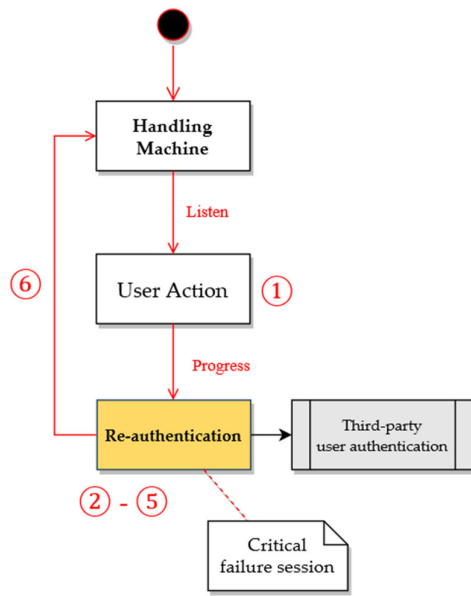 Handling
Machine
Listen
⑥
User Action
①
Progress
Re-authentication
Third-party
user authentication
② - ⑤
Critical
failure session